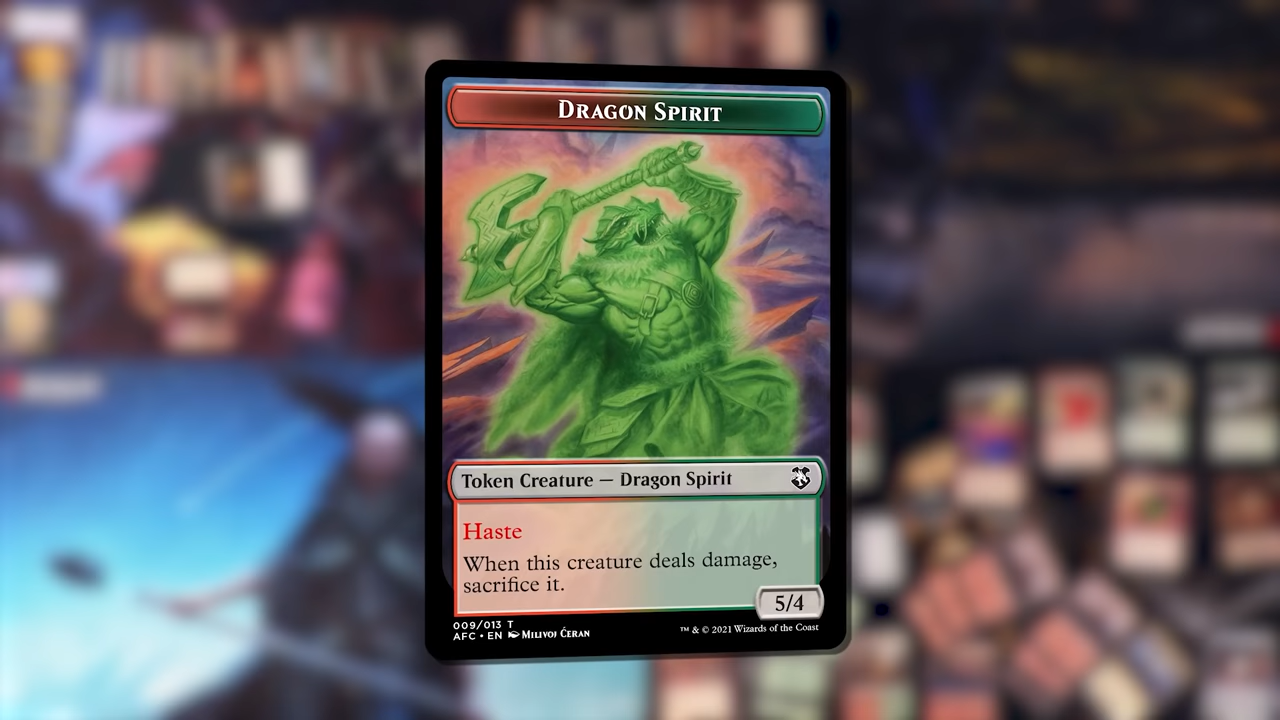 Dragon Spirit
Token Creature — Dragon Spirit
Haste
When this creature deals damage,
sacrifice it.
5/4
009/013 T
AFC • EN Milivoj Ćeran
™ & © 2021 Wizards of the Coast